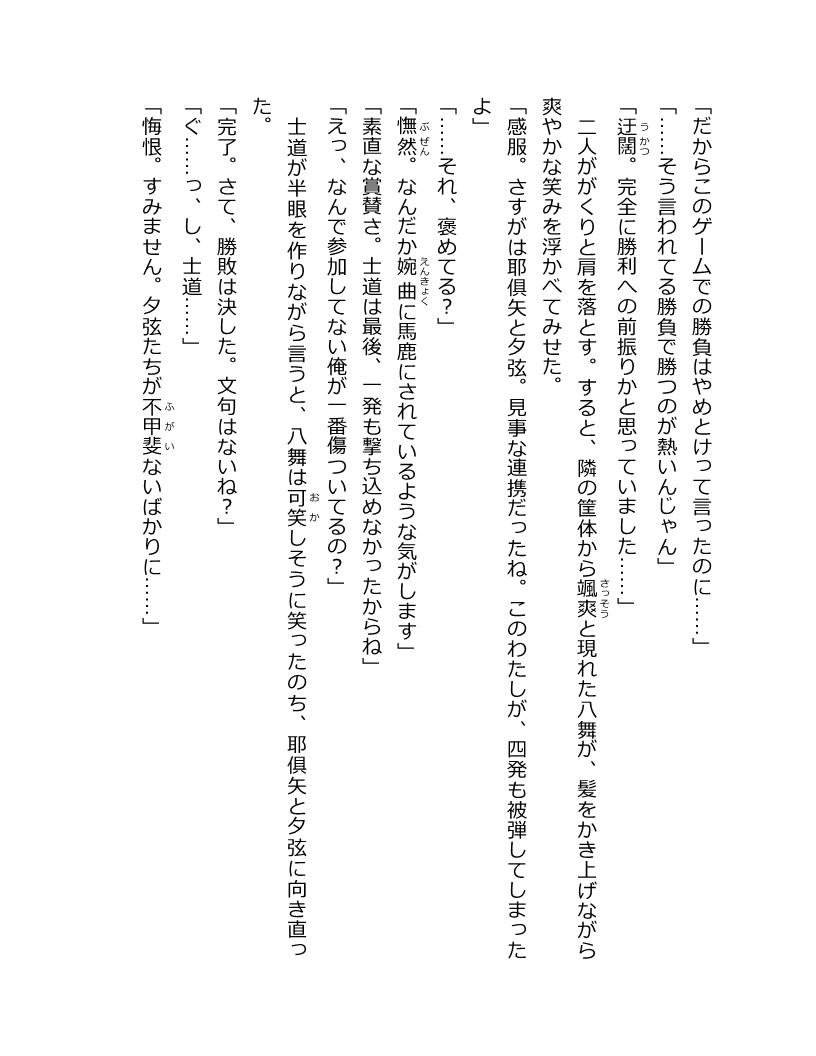 「だからこのゲームでの勝負はやめとけって言ったのに……」
「……そう言われてる勝負で勝つのが熱いんじゃん」
「迂闊。完全に勝利への前振りかと思っていました……」
　二人ががくりと肩を落とす。すると、隣の筐体から颯爽と現れた八舞が、髪をかき上げながら
爽やかな笑みを浮かべてみせた。
「感服。さすがは耶倶矢と夕弦。見事な連携だったね。このわたしが、四発も被弾してしまった
よ」
「……それ、褒めてる？」
「憮然。なんだか婉曲に馬鹿にされているような気がします」
「素直な賞賛さ。士道は最後、一発も撃ち込めなかったからね」
「えっ、なんで参加してない俺が一番傷ついてるの？」
　士道が半眼を作りながら言うと、八舞は可笑しそうに笑ったのち、耶倶矢と夕弦に向き直っ
た。
「完了。さて、勝敗は決した。文句はないね？」
「ぐ……っ、し、士道……」
「悔恨。すみません。夕弦たちが不甲斐ないばかりに……」